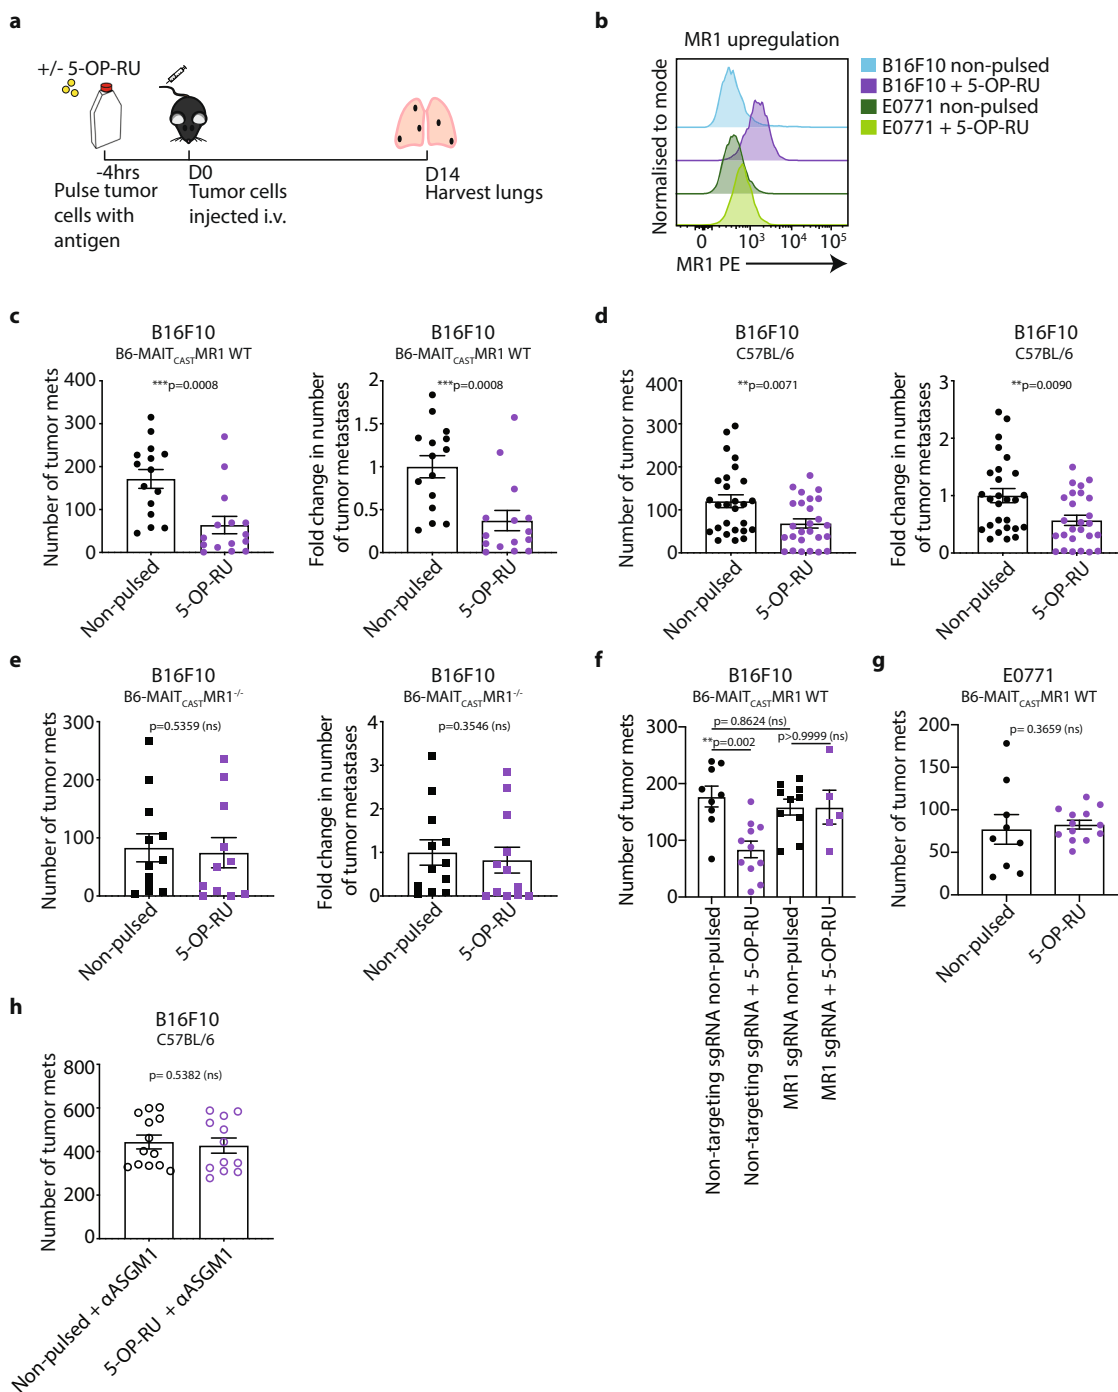 a
+/- 5-OP-RU
-4hrs
Pulse tumor
cells with
antigen
D0
Tumor cells
injected i.v.
D14
Harvest lungs
b
MR1 upregulation
Normalised to mode
0 10³ 10⁴ 10⁵
MR1 PE
B16F10 non-pulsed
B16F10 + 5-OP-RU
E0771 non-pulsed
E0771 + 5-OP-RU
c
B16F10
B6-MAIT_CAST MR1 WT
***p=0.0008
Number of tumor mets
400
300
200
100
0
Non-pulsed
5-OP-RU
B16F10
B6-MAIT_CAST MR1 WT
***p=0.0008
Fold change in number
of tumor metastases
2
1.5
1
0.5
0
Non-pulsed
5-OP-RU
d
B16F10
C57BL/6
**p=0.0071
Number of tumor mets
400
300
200
100
0
Non-pulsed
5-OP-RU
B16F10
C57BL/6
**p=0.0090
Fold change in number
of tumor metastases
3
2
1
0
Non-pulsed
5-OP-RU
e
B16F10
B6-MAIT_CAST MR1⁻/⁻
p=0.5359 (ns)
Number of tumor mets
300
200
100
0
Non-pulsed
5-OP-RU
B16F10
B6-MAIT_CAST MR1⁻/⁻
p=0.3546 (ns)
Fold change in number
of tumor metastases
4
3
2
1
0
Non-pulsed
5-OP-RU
f
B16F10
B6-MAIT_CAST MR1 WT
p= 0.8624 (ns)
**p=0.002
p>0.9999 (ns)
Number of tumor mets
300
200
100
0
Non-targeting sgRNA non-pulsed
Non-targeting sgRNA + 5-OP-RU
MR1 sgRNA non-pulsed
MR1 sgRNA + 5-OP-RU
g
E0771
B6-MAIT_CAST MR1 WT
p= 0.3659 (ns)
Number of tumor mets
200
150
100
50
0
Non-pulsed
5-OP-RU
h
B16F10
C57BL/6
p= 0.5382 (ns)
Number of tumor mets
800
600
400
200
0
Non-pulsed + αASGM1
5-OP-RU + αASGM1